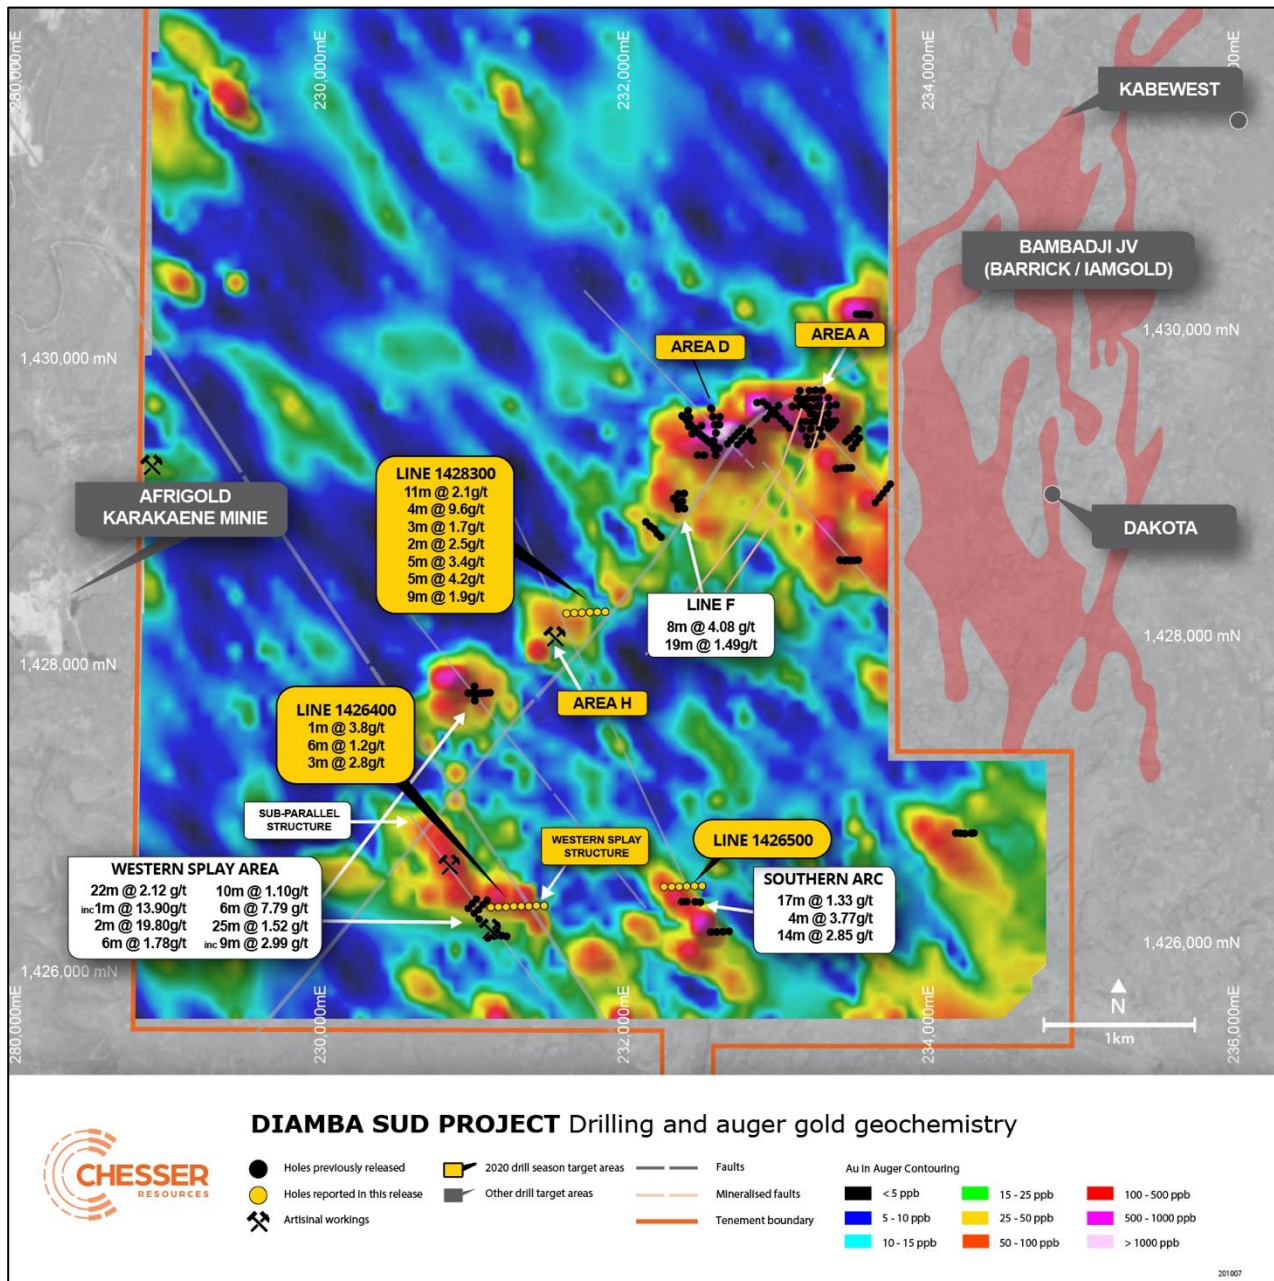 280,000mE
230,000mE
232,000mE
234,000mE
mE
KABEWEST
BAMBADJI JV
(BARRICK / IAMGOLD)
1,430,000 mN
1,430,000 mN
AREA D
AREA A
LINE 1428300
11m @ 2.1g/t
4m @ 9.6g/t
3m @ 1.7g/t
2m @ 2.5g/t
5m @ 3.4g/t
5m @ 4.2g/t
9m @ 1.9g/t
AFRIGOLD
KARAKAENE MINIE
DAKOTA
LINE F
8m @ 4.08 g/t
19m @ 1.49g/t
1,428,000 mN
1,428,000 mN
AREA H
LINE 1426400
1m @ 3.8g/t
6m @ 1.2g/t
3m @ 2.8g/t
SUB-PARALLEL
STRUCTURE
WESTERN SPLAY
STRUCTURE
LINE 1426500
WESTERN SPLAY AREA
22m @ 2.12 g/t 10m @ 1.10g/t
inc 1m @ 13.90g/t 6m @ 7.79 g/t
2m @ 19.80g/t 25m @ 1.52 g/t
6m @ 1.78g/t inc 9m @ 2.99 g/t
SOUTHERN ARC
17m @ 1.33 g/t
4m @ 3.77g/t
14m @ 2.85 g/t
1,426,000 mN
1,426,000 mN
280,000mE
230,000mE
232,000mE
234,000mE
236,000mE
N
1km
DIAMBA SUD PROJECT Drilling and auger gold geochemistry
CHESSER
RESOURCES
Holes previously released
Holes reported in this release
Artisinal workings
2020 drill season target areas
Other drill target areas
Faults
Mineralised faults
Tenement boundary
Au in Auger Contouring
< 5 ppb 15 - 25 ppb 100 - 500 ppb
5 - 10 ppb 25 - 50 ppb 500 - 1000 ppb
10 - 15 ppb 50 - 100 ppb > 1000 ppb
201007